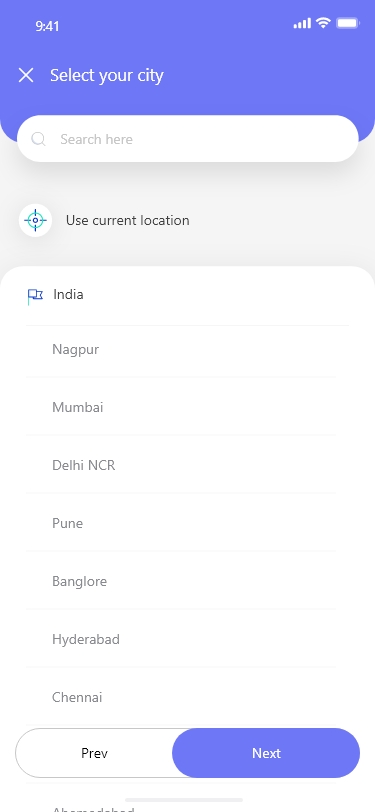 9:41
Select your city
Search here
Use current location
India
Nagpur
Mumbai
Delhi NCR
Pune
Banglore
Hyderabad
Chennai
Prev
Next
Ahemadabad